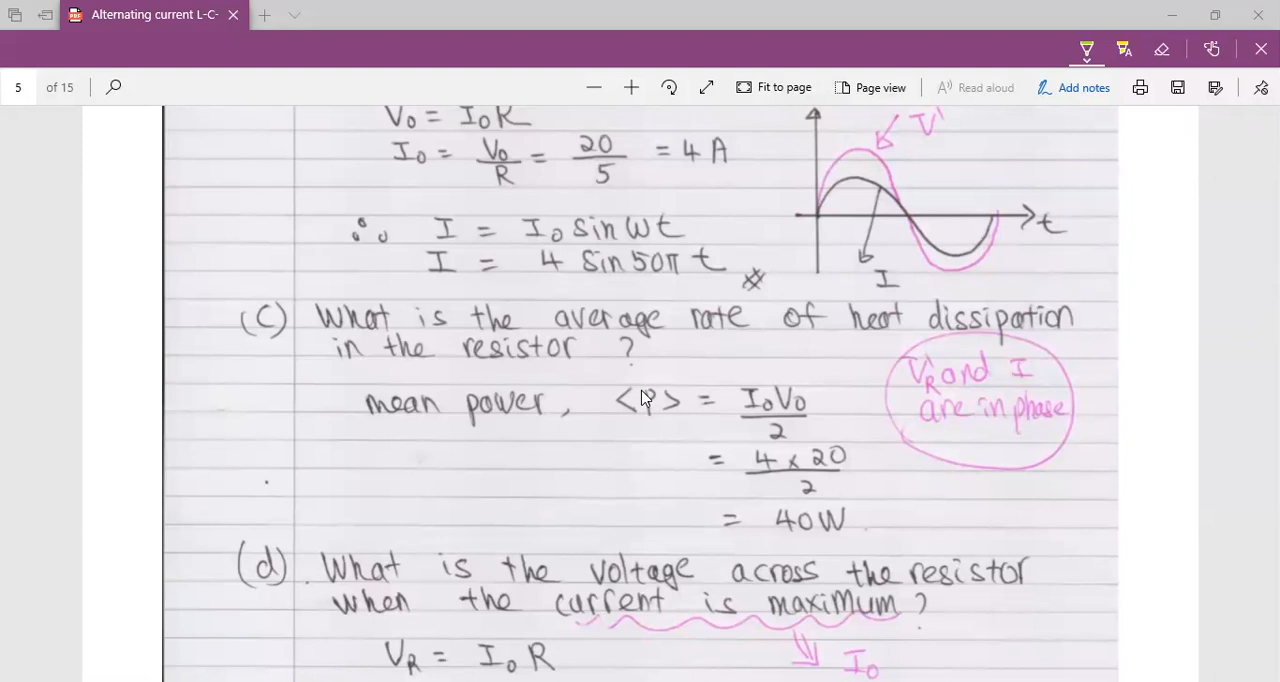 Alternating current L-C-
5 of 15
Fit to page
Page view
Read aloud
Add notes
V₀ = I₀R
I₀ = V₀/R = 20/5 = 4 A
V
∴ I = I₀ sin ωt
I = 4 sin 50π t
t
I
(c) What is the average rate of heat dissipation
in the resistor ?
V_R and I
are in phase
mean power, <P> = I₀V₀/2
= 4 × 20/2
= 40W
(d). What is the voltage across the resistor
when the current is maximum?
V_R = I₀ R
I₀